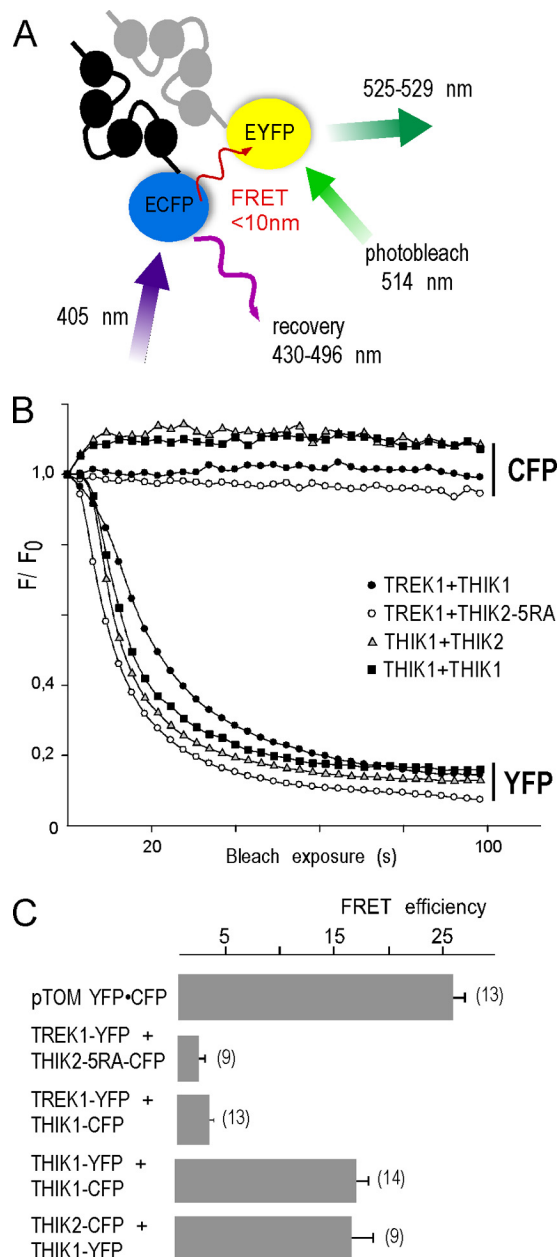 A
525-529 nm
EYFP
ECFP
FRET
<10nm
photobleach
514 nm
405 nm
recovery
430-496 nm
B
1,0
CFP
F/ F0
TREK1+THIK1
TREK1+THIK2-5RA
THIK1+THIK2
THIK1+THIK1
0,4
0,2
YFP
0
20
100
Bleach exposure (s)
C
FRET efficiency
5
15
25
pTOM YFP•CFP
(13)
TREK1-YFP +
THIK2-5RA-CFP
(9)
TREK1-YFP +
THIK1-CFP
(13)
THIK1-YFP +
THIK1-CFP
(14)
THIK2-CFP +
THIK1-YFP
(9)